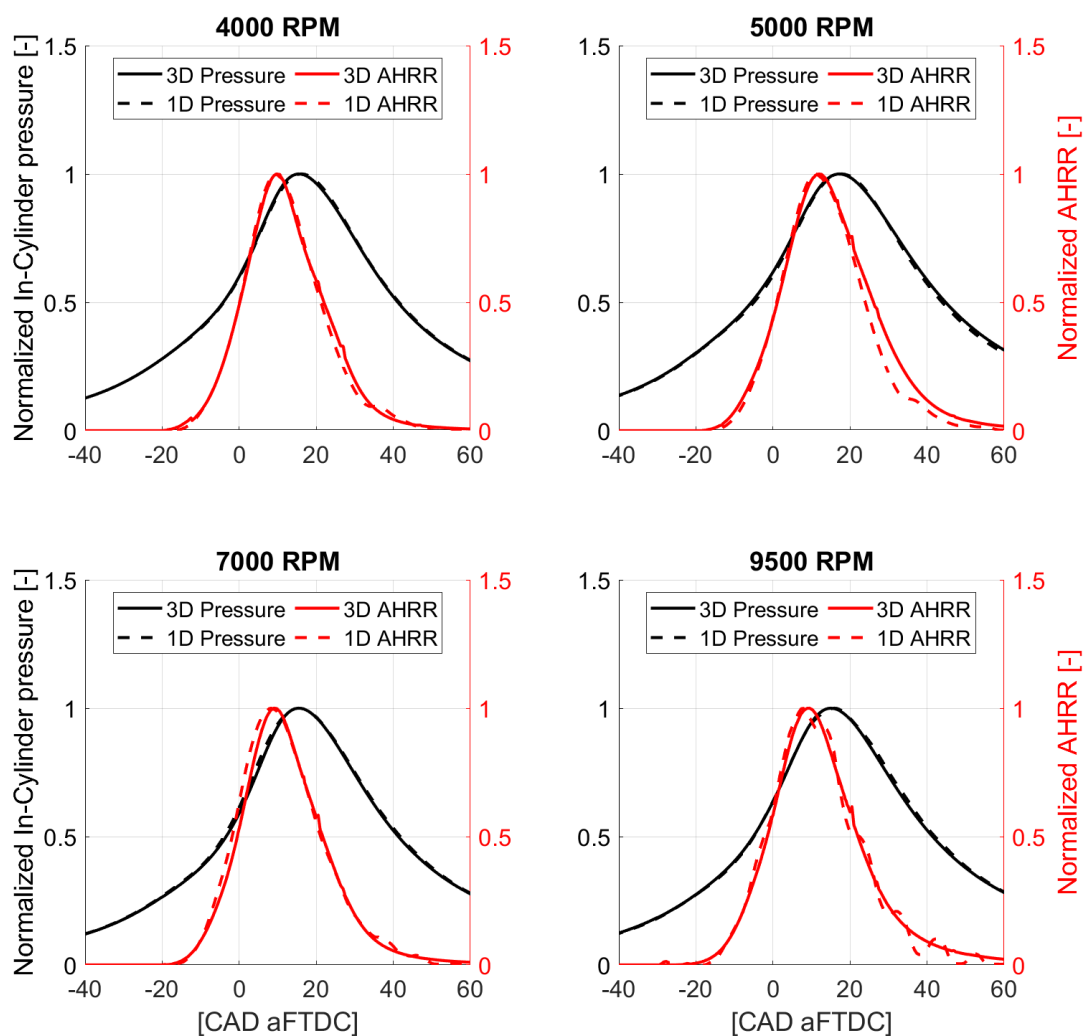 4000 RPM
Normalized In-Cylinder pressure [-]
1.5
1
0.5
0
3D Pressure
3D AHRR
1D Pressure
1D AHRR
1.5
1
0.5
0
-40
-20
0
20
40
60
5000 RPM
1.5
1
0.5
0
3D Pressure
3D AHRR
1D Pressure
1D AHRR
1.5
1
0.5
0
Normalized AHRR [-]
-40
-20
0
20
40
60
7000 RPM
Normalized In-Cylinder pressure [-]
1.5
1
0.5
0
3D Pressure
3D AHRR
1D Pressure
1D AHRR
1.5
1
0.5
0
-40
-20
0
20
40
60
[CAD aFTDC]
9500 RPM
1.5
1
0.5
0
3D Pressure
3D AHRR
1D Pressure
1D AHRR
1.5
1
0.5
0
Normalized AHRR [-]
-40
-20
0
20
40
60
[CAD aFTDC]